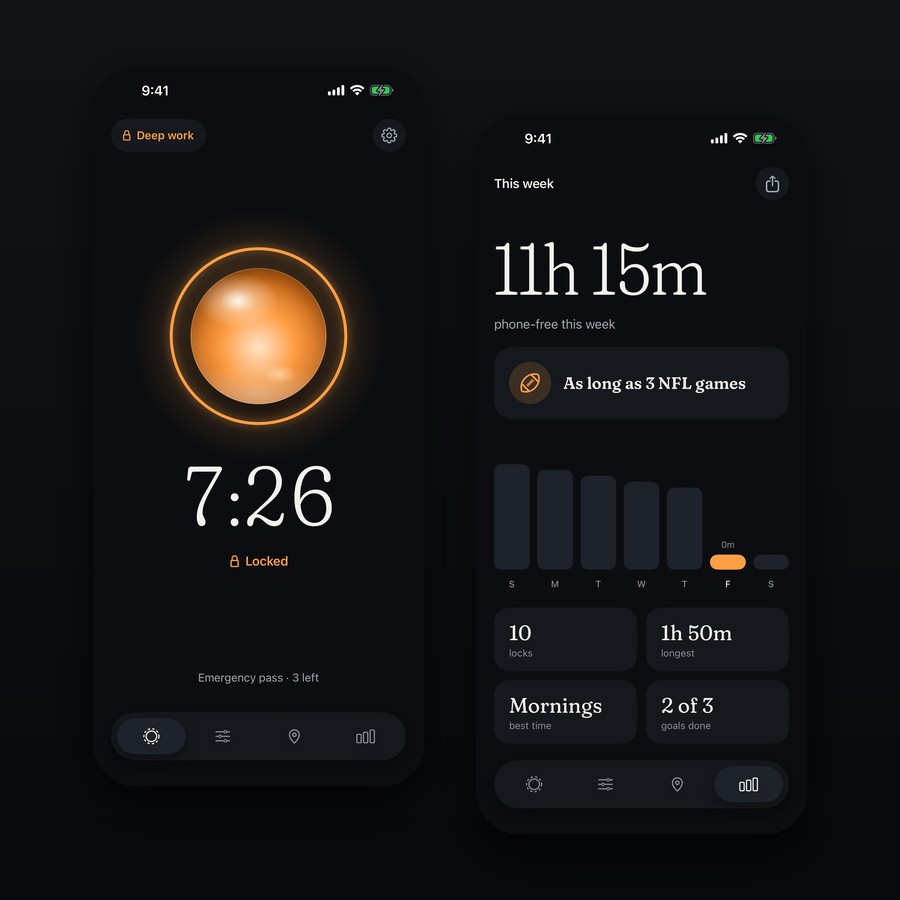 9:41
Deep work
7:26
Locked
Emergency pass · 3 left
9:41
This week
11h 15m
phone-free this week
As long as 3 NFL games
0m
S M T W T F S
10
locks
1h 50m
longest
Mornings
best time
2 of 3
goals done